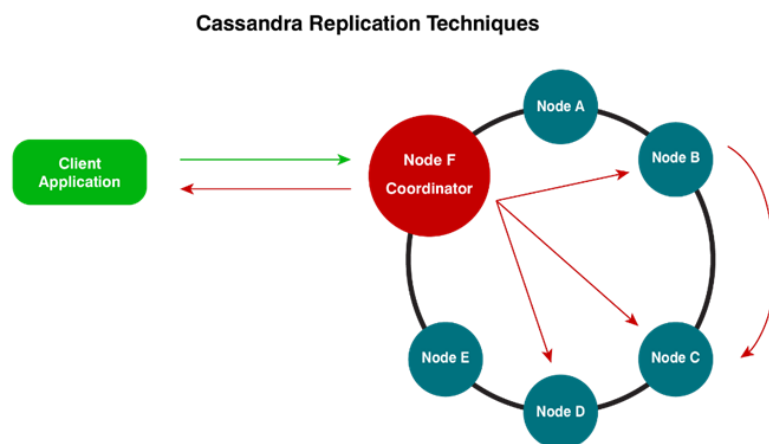 Cassandra Replication Techniques
Client
Application
Node F
Coordinator
Node A
Node B
Node C
Node D
Node E